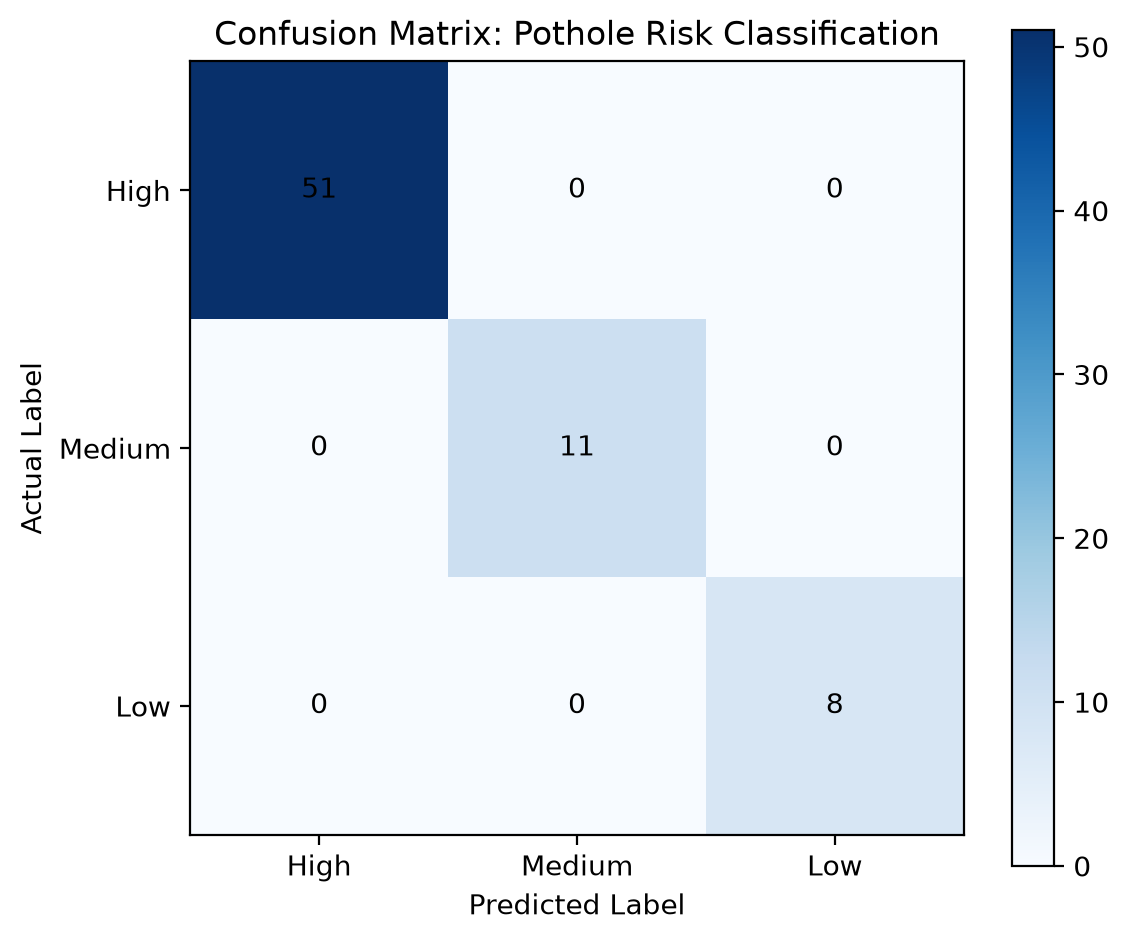 Confusion Matrix: Pothole Risk Classification
50
40
30
20
10
0
Actual Label
High
51
0
0
Medium
0
11
0
Low
0
0
8
High
Medium
Low
Predicted Label